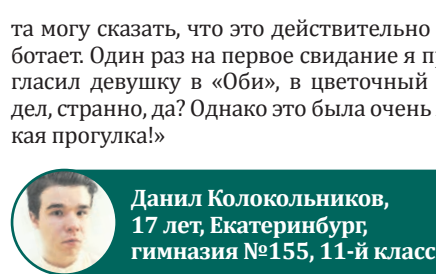 та могу сказать, что это действительно
ботает. Один раз на первое свидание я п
гласил девушку в «Оби», в цветочный
дел, странно, да? Однако это была очень
кая прогулка!»
Данил Колокольников,
17 лет, Екатеринбург,
гимназия №155, 11-й класс